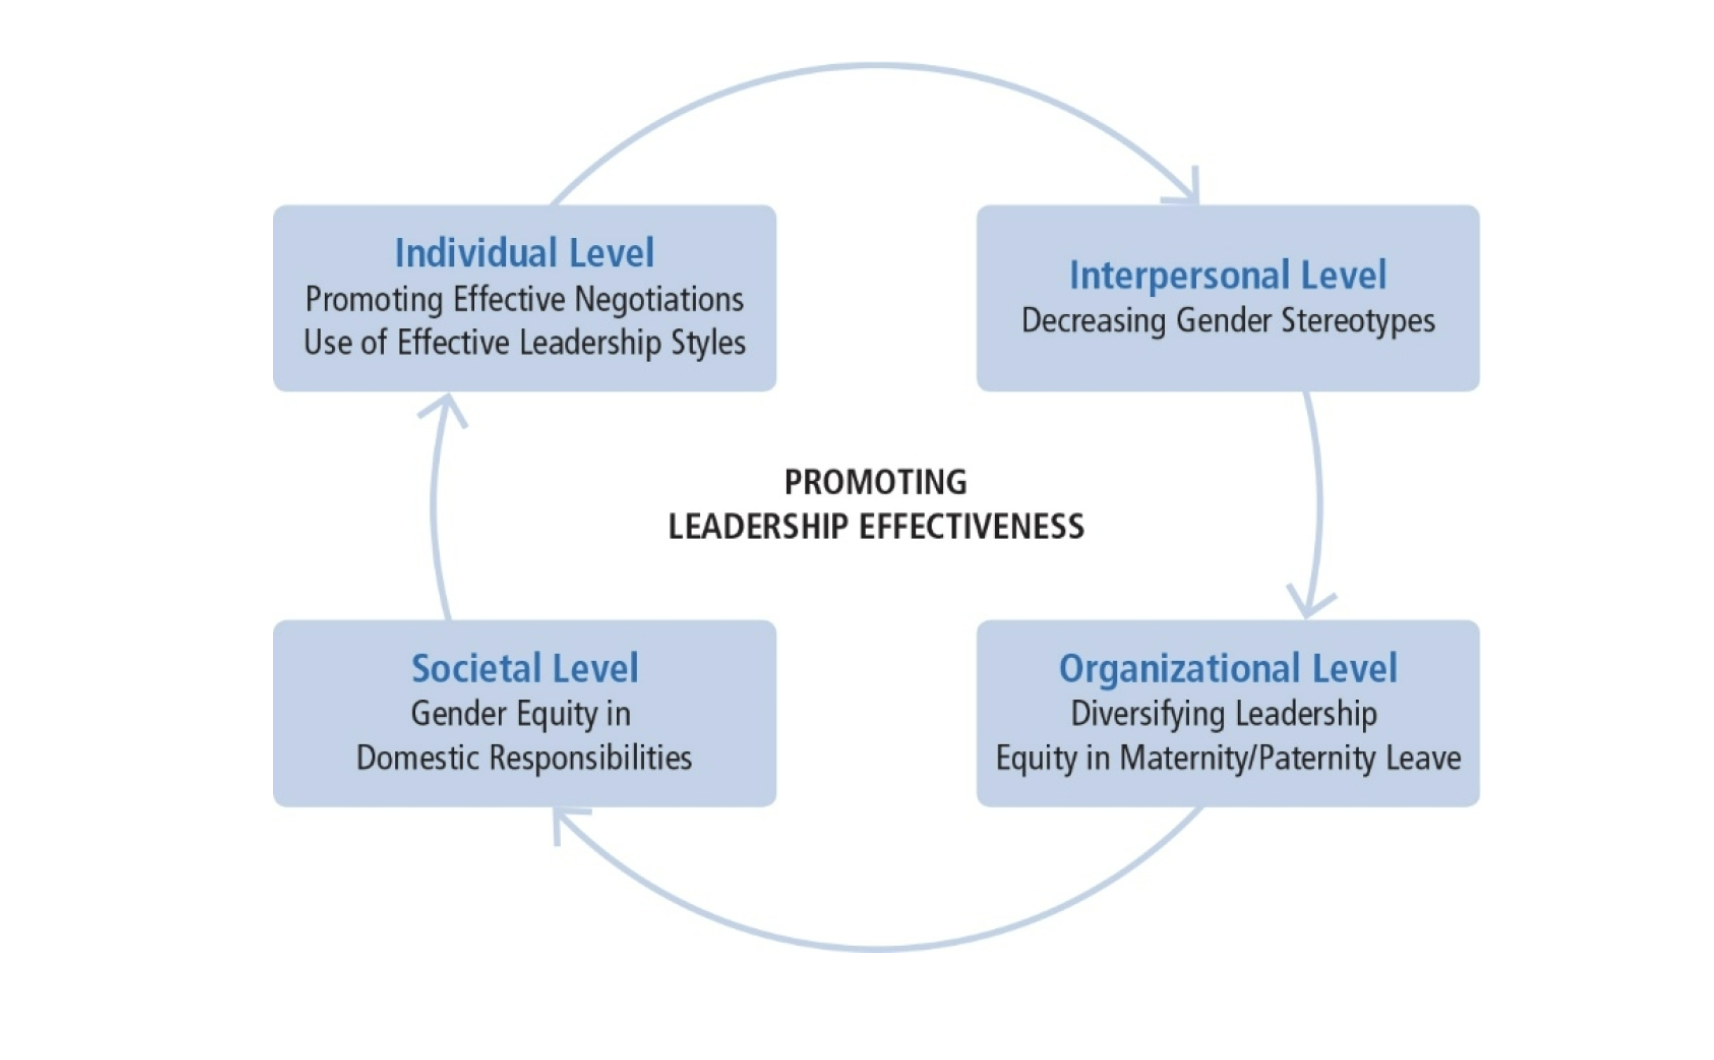 Individual Level
Promoting Effective Negotiations
Use of Effective Leadership Styles
Interpersonal Level
Decreasing Gender Stereotypes
PROMOTING
LEADERSHIP EFFECTIVENESS
Societal Level
Gender Equity in
Domestic Responsibilities
Organizational Level
Diversifying Leadership
Equity in Maternity/Paternity Leave